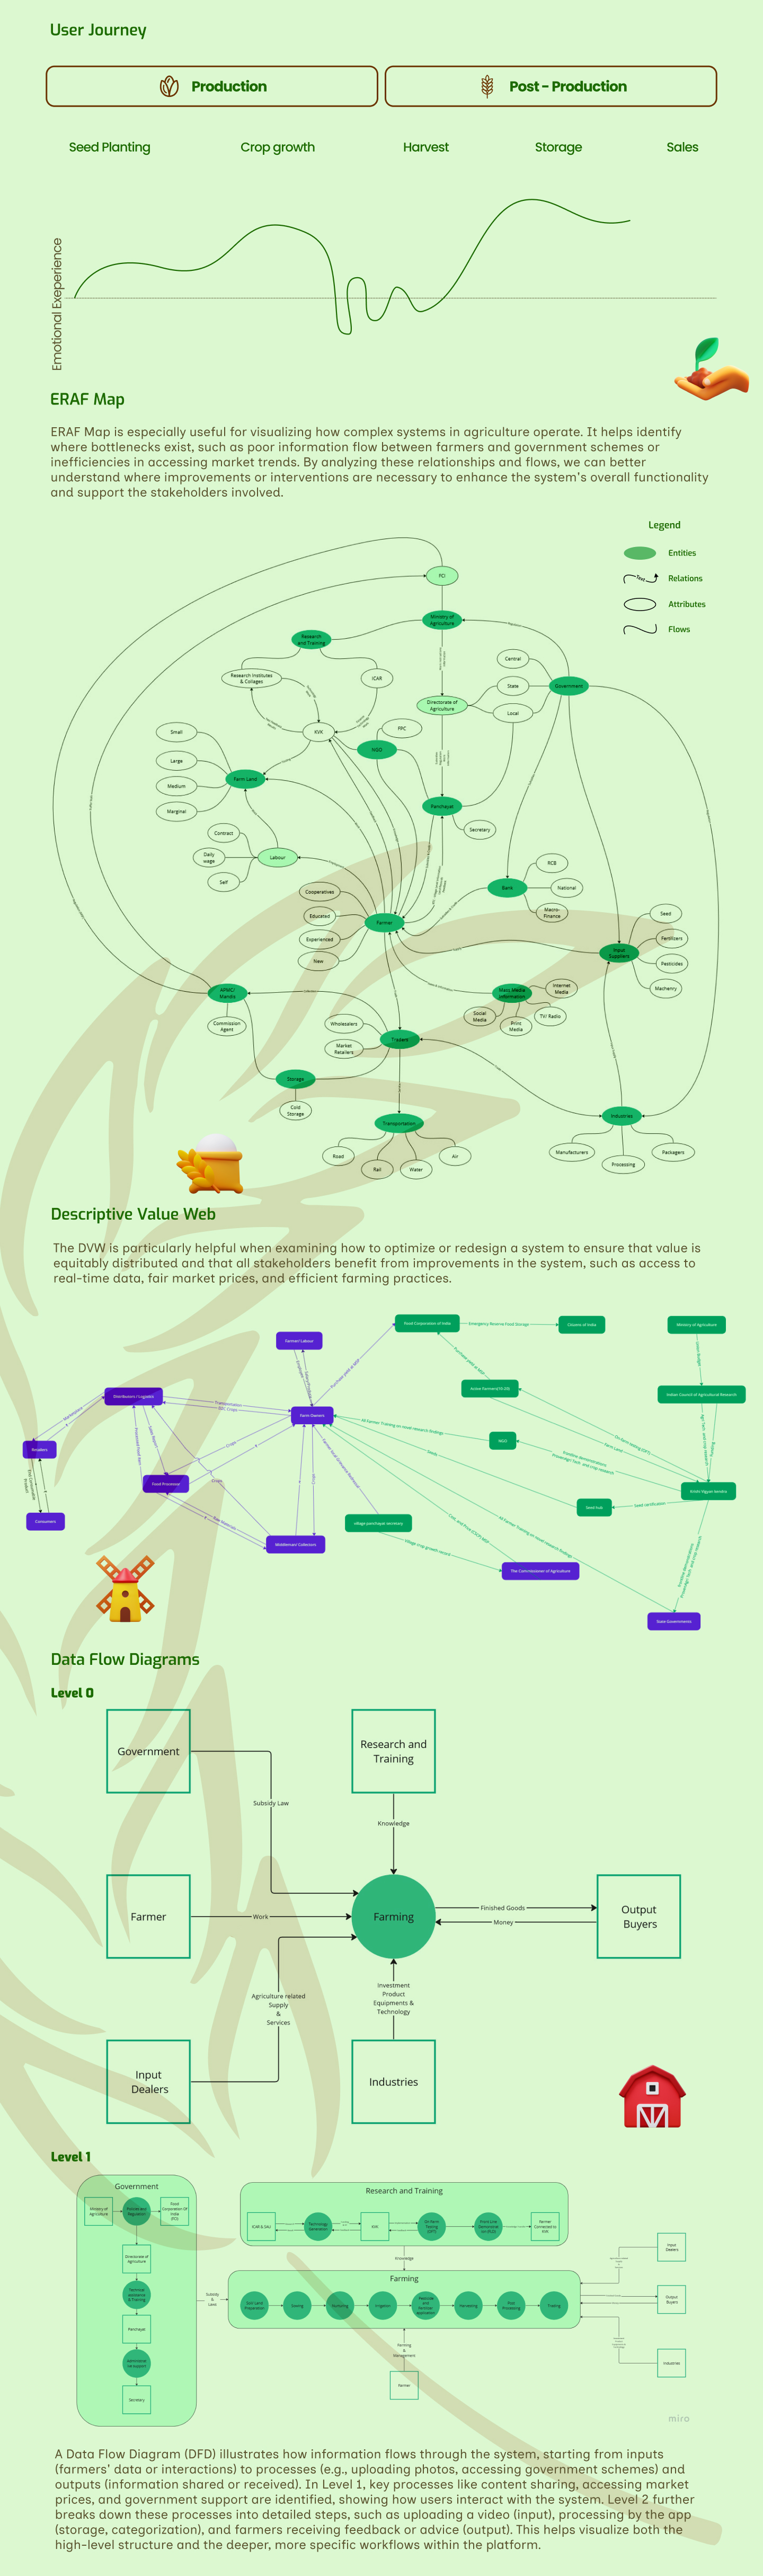 User Journey
Production
Post - Production
Seed Planting
Crop growth
Harvest
Storage
Sales
Emotional Exeperience
ERAF Map
ERAF Map is especially useful for visualizing how complex systems in agriculture operate. It helps identify
where bottlenecks exist, such as poor information flow between farmers and government schemes or
inefficiencies in accessing market trends. By analyzing these relationships and flows, we can better
understand where improvements or interventions are necessary to enhance the system's overall functionality
and support the stakeholders involved.
Legend
Entities
Text
Relations
Attributes
Flows
FCI
Ministry of
Agriculture
Research
and Training
Research Institutes
& Collages
ICAR
Central
State
Local
Government
Directorate of
Agriculture
Small
Large
Medium
Marginal
Farm Land
KVK
FPC
NGO
Panchayat
Secretary
Contract
Daily
wage
Self
Labour
Cooperatives
Educated
Experienced
New
Farmer
Bank
RCB
National
Macro-
Finance
Input
Suppliers
Seed
Fertilizers
Pesticides
Machenry
APMC/
Mandis
Commission
Agent
Mass Media
Information
Internet
Media
Social
Media
Print
Media
TV/ Radio
Wholesalers
Market
Retailers
Traders
Storage
Cold
Storage
Transportation
Road
Rail
Water
Air
Industries
Manufacturers
Processing
Packagers
Descriptive Value Web
The DVW is particularly helpful when examining how to optimize or redesign a system to ensure that value is
equitably distributed and that all stakeholders benefit from improvements in the system, such as access to
real-time data, fair market prices, and efficient farming practices.
Food Corporation of India
Emergency Reserve Food Storage
Citizens of India
Ministry of Agriculture
Farmer/ Labour
Distributors / Logistics
Farm Owners
Indian Council of Agricultural Research
NGO
Retailers
Food Processor
Krishi Vigyan kendra
Seed hub
Seed certification
Consumers
village panchayat secretary
Middleman/ Collectors
The Commissioner of Agriculture
State Governments
Marketplace
Crops
Crops
Seeds
Data Flow Diagrams
Level 0
Government
Research and
Training
Subsidy Law
Knowledge
Farmer
Work
Farming
Finished Goods
Money
Output
Buyers
Agriculture related
Supply
&
Services
Investment
Product
Equipments &
Technology
Input
Dealers
Industries
Level 1
Government
Ministry of
Agriculture
Policies and
Regulation
Food
Corporation Of
India
(FCI)
Directorate of
Agriculture
Technical
assistance
& Training
Panchayat
Secretary
Subsidy
&
Law
Research and Training
ICAR & SAU
Technology
Generation
KVK
On Farm
Testing
(OFT)
Farmer
Connected to
KVK
Knowledge
Farming
Soil/ Land
Preparation
Sowing
Nurturing
Irrigation
Pesticide
and
Fertilizer
application
Harvesting
Post
Processing
Trading
Farming
&
Management
Farmer
Input
Dealers
Output
Buyers
Industries
miro
A Data Flow Diagram (DFD) illustrates how information flows through the system, starting from inputs
(farmers' data or interactions) to processes (e.g., uploading photos, accessing government schemes) and
outputs (information shared or received). In Level 1, key processes like content sharing, accessing market
prices, and government support are identified, showing how users interact with the system. Level 2 further
breaks down these processes into detailed steps, such as uploading a video (input), processing by the app
(storage, categorization), and farmers receiving feedback or advice (output). This helps visualize both the
high-level structure and the deeper, more specific workflows within the platform.